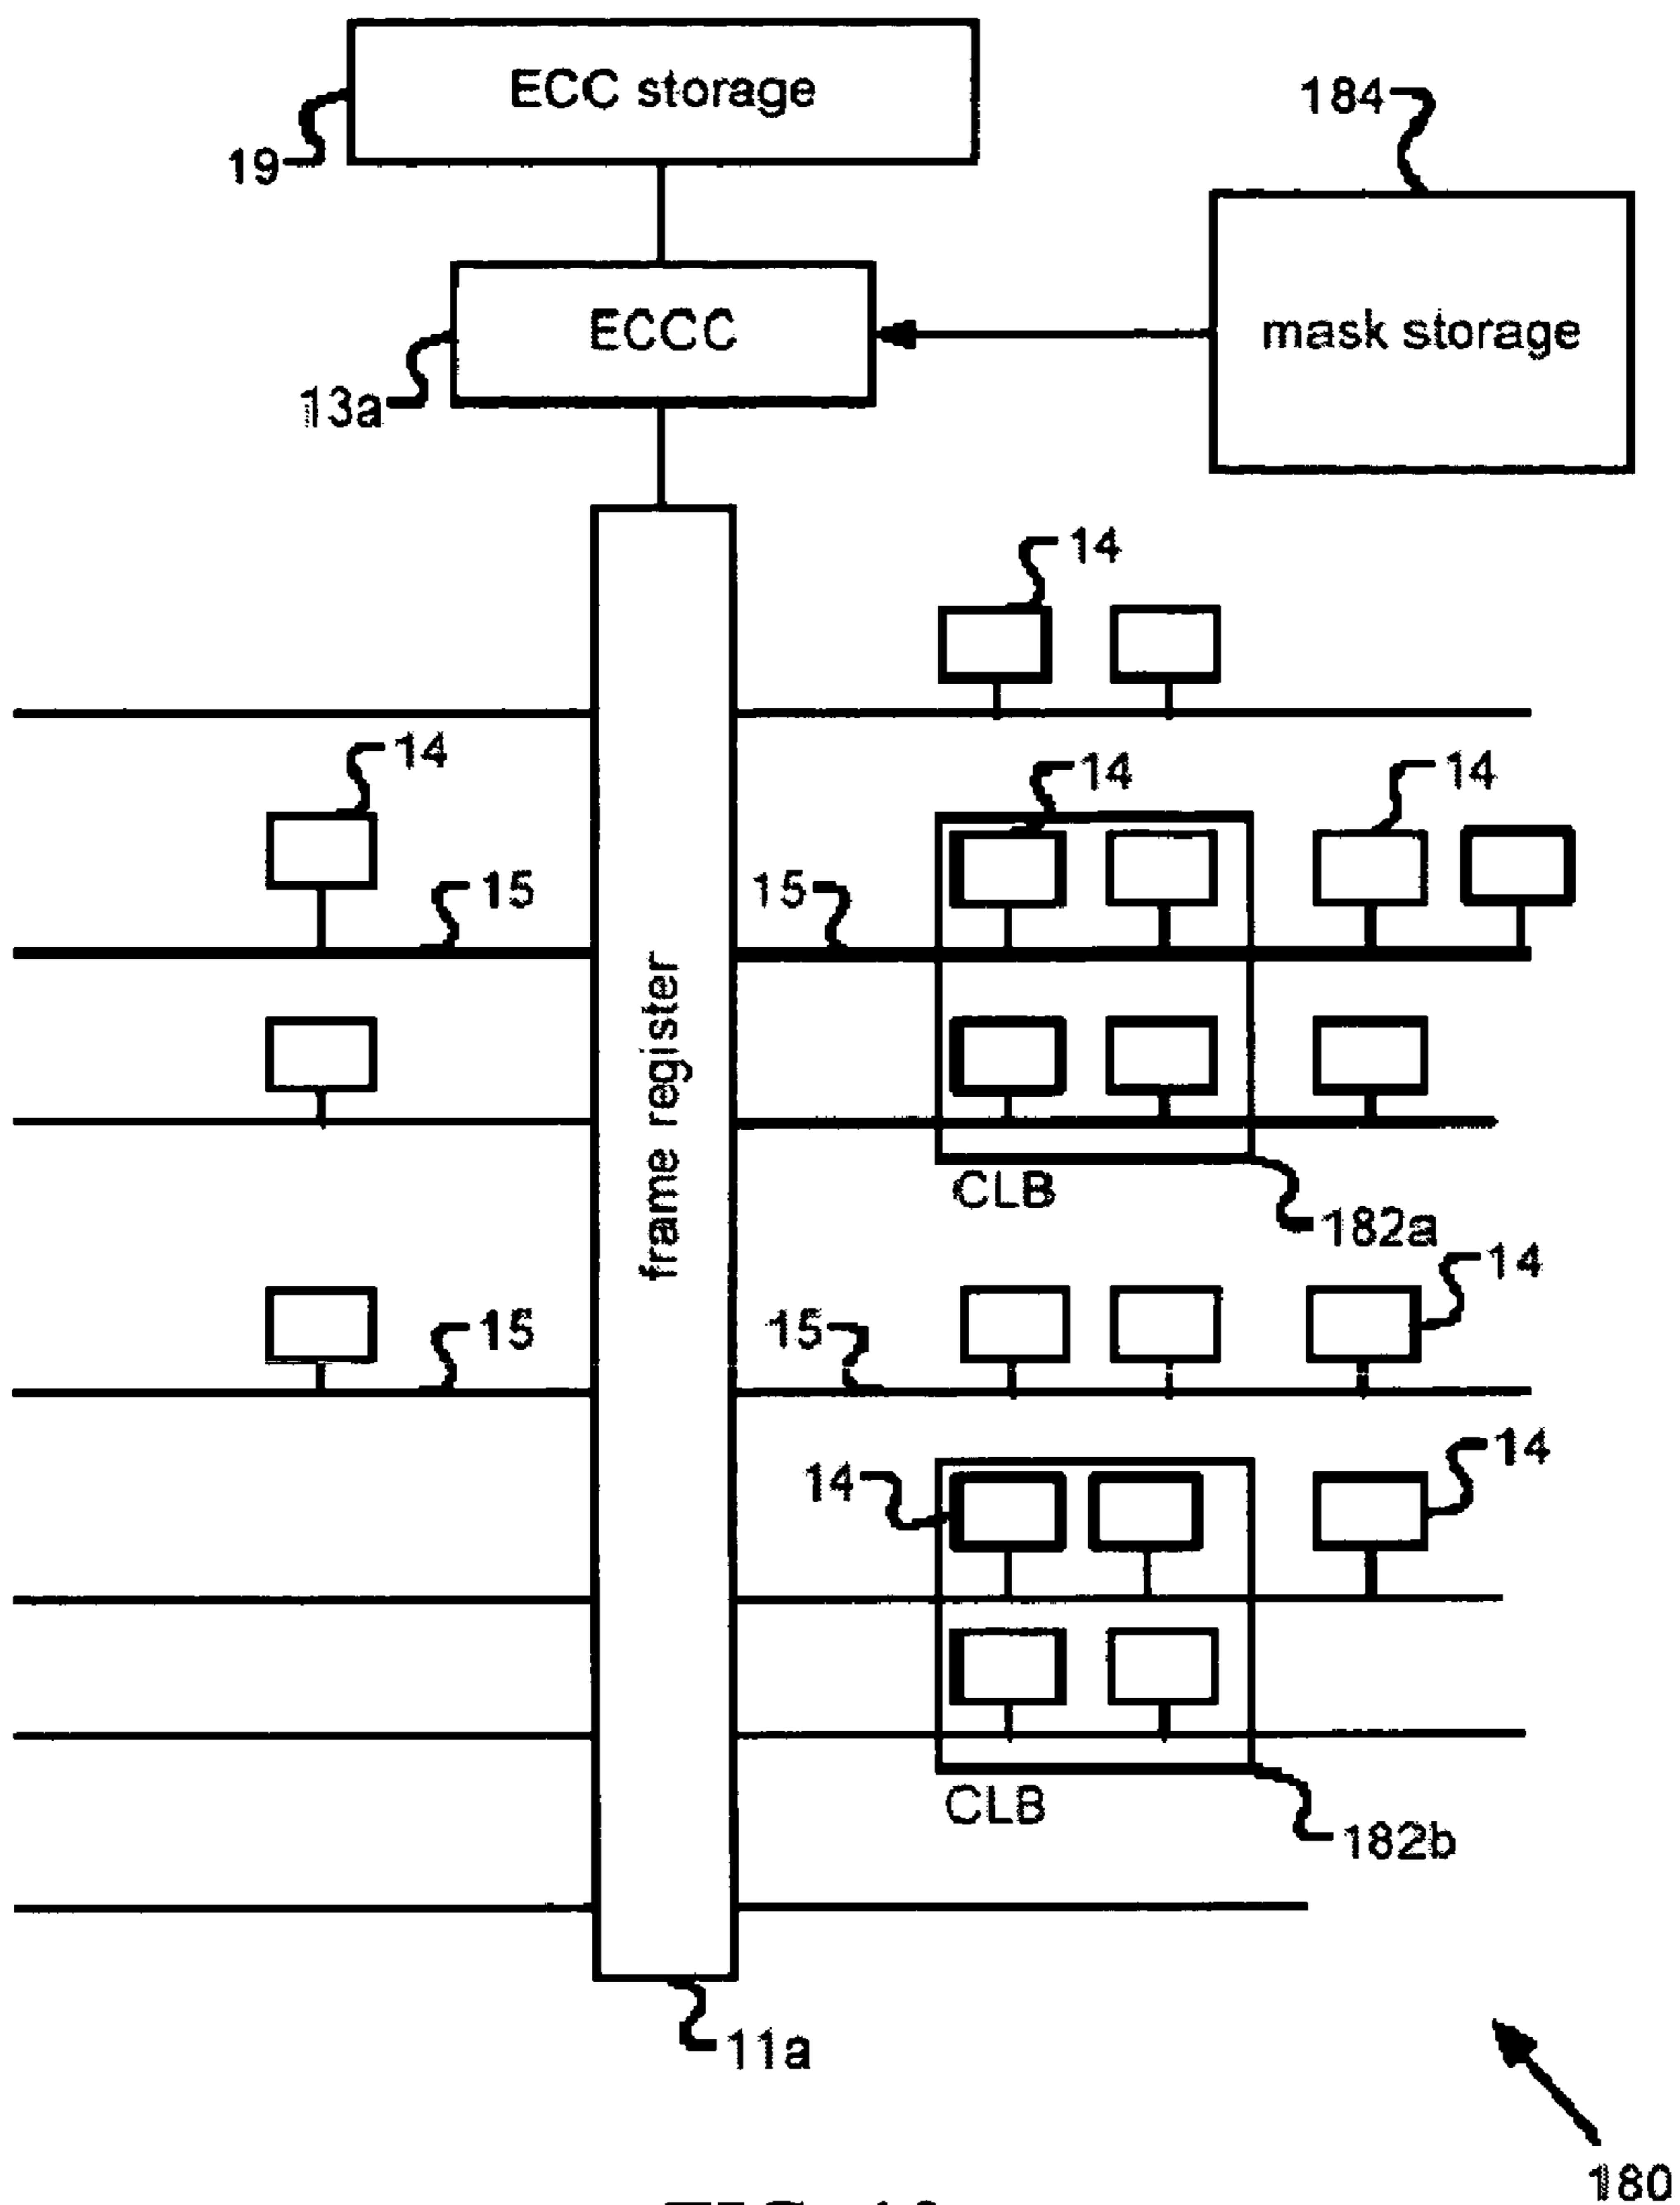 ECC storage
19
184
ECCC
mask storage
13a
14
14
14
14
15
15
frame register
CLB
182a
14
15
15
14
14
CLB
182b
11a
180